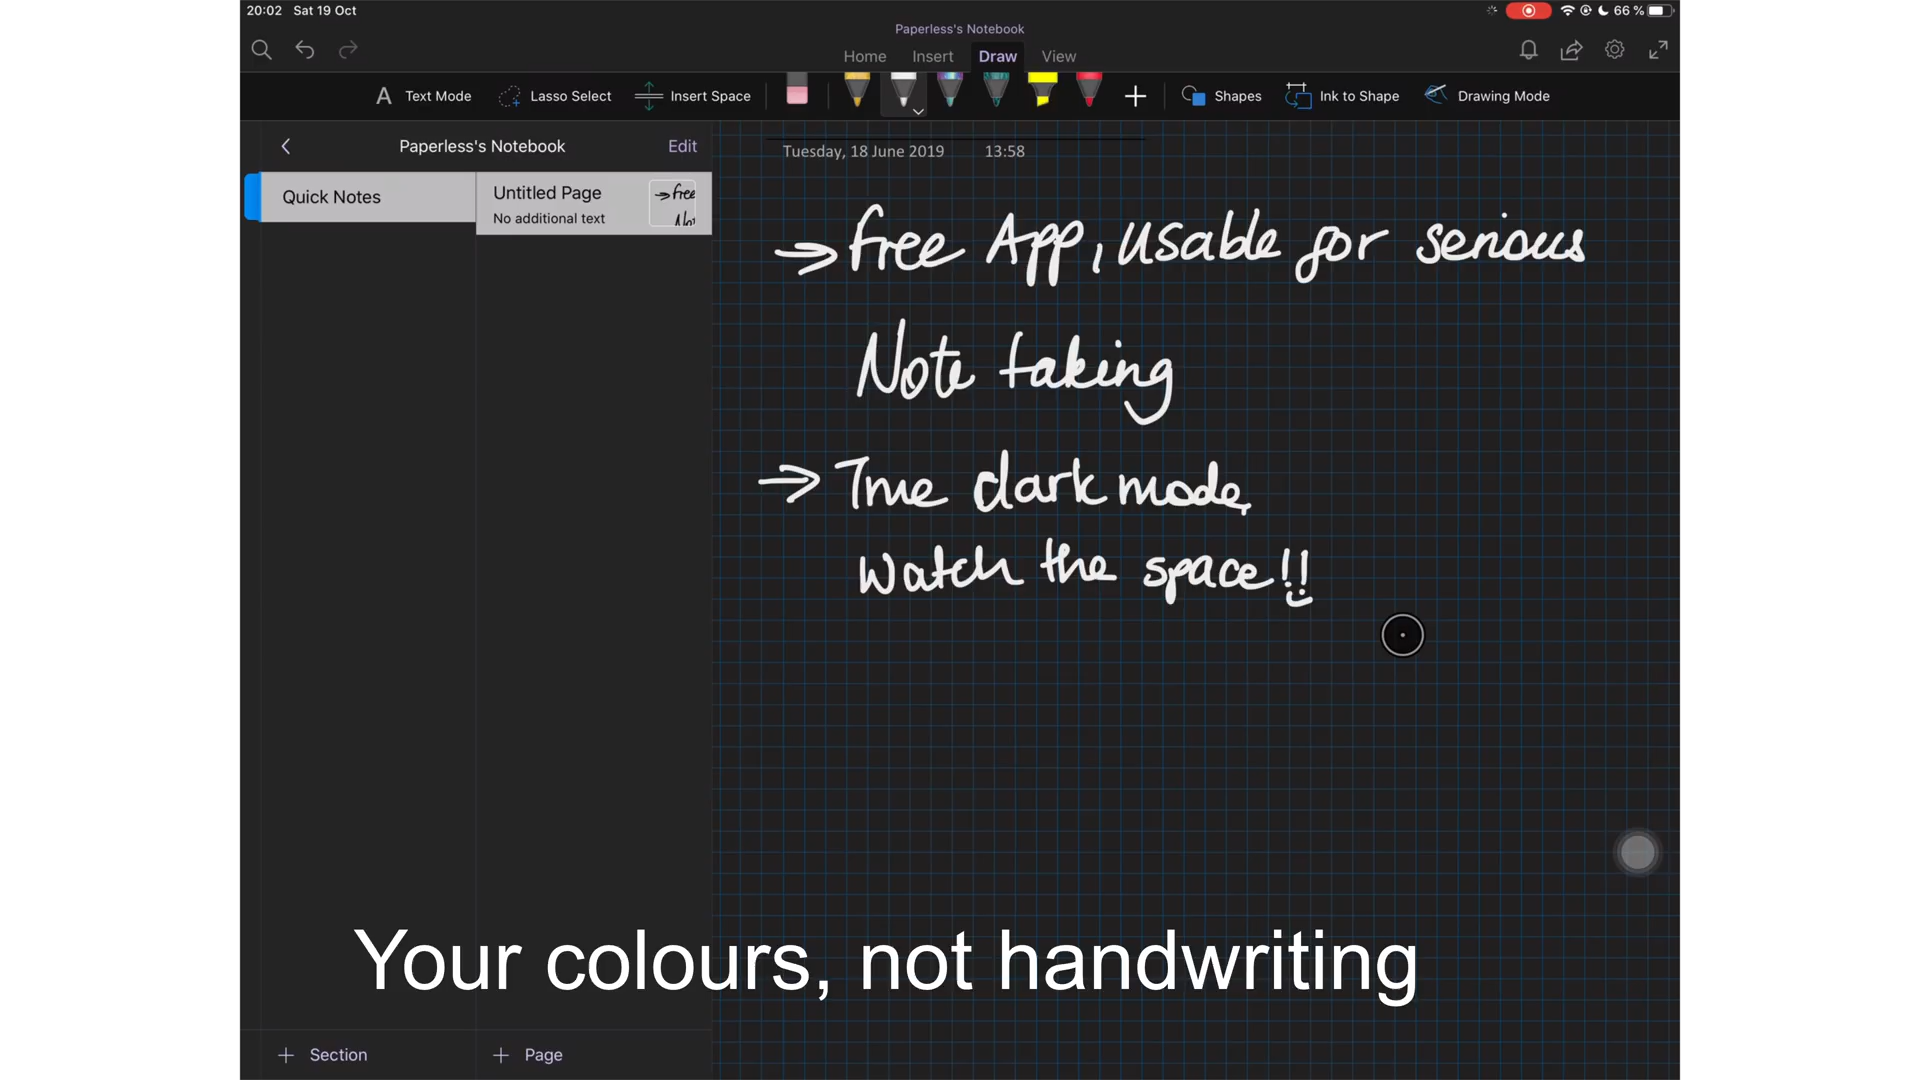 20:02 Sat 19 Oct 66 %
Paperless's Notebook
Home Insert Draw View
A Text Mode Lasso Select Insert Space Shapes Ink to Shape Drawing Mode
Paperless's Notebook Edit
Quick Notes
Untitled Page
No additional text
→ free
Not
Tuesday, 18 June 2019 13:58
→ free App, usable for serious
Note taking
→ True dark mode,
watch the space!!
Your colours, not handwriting
+ Section
+ Page